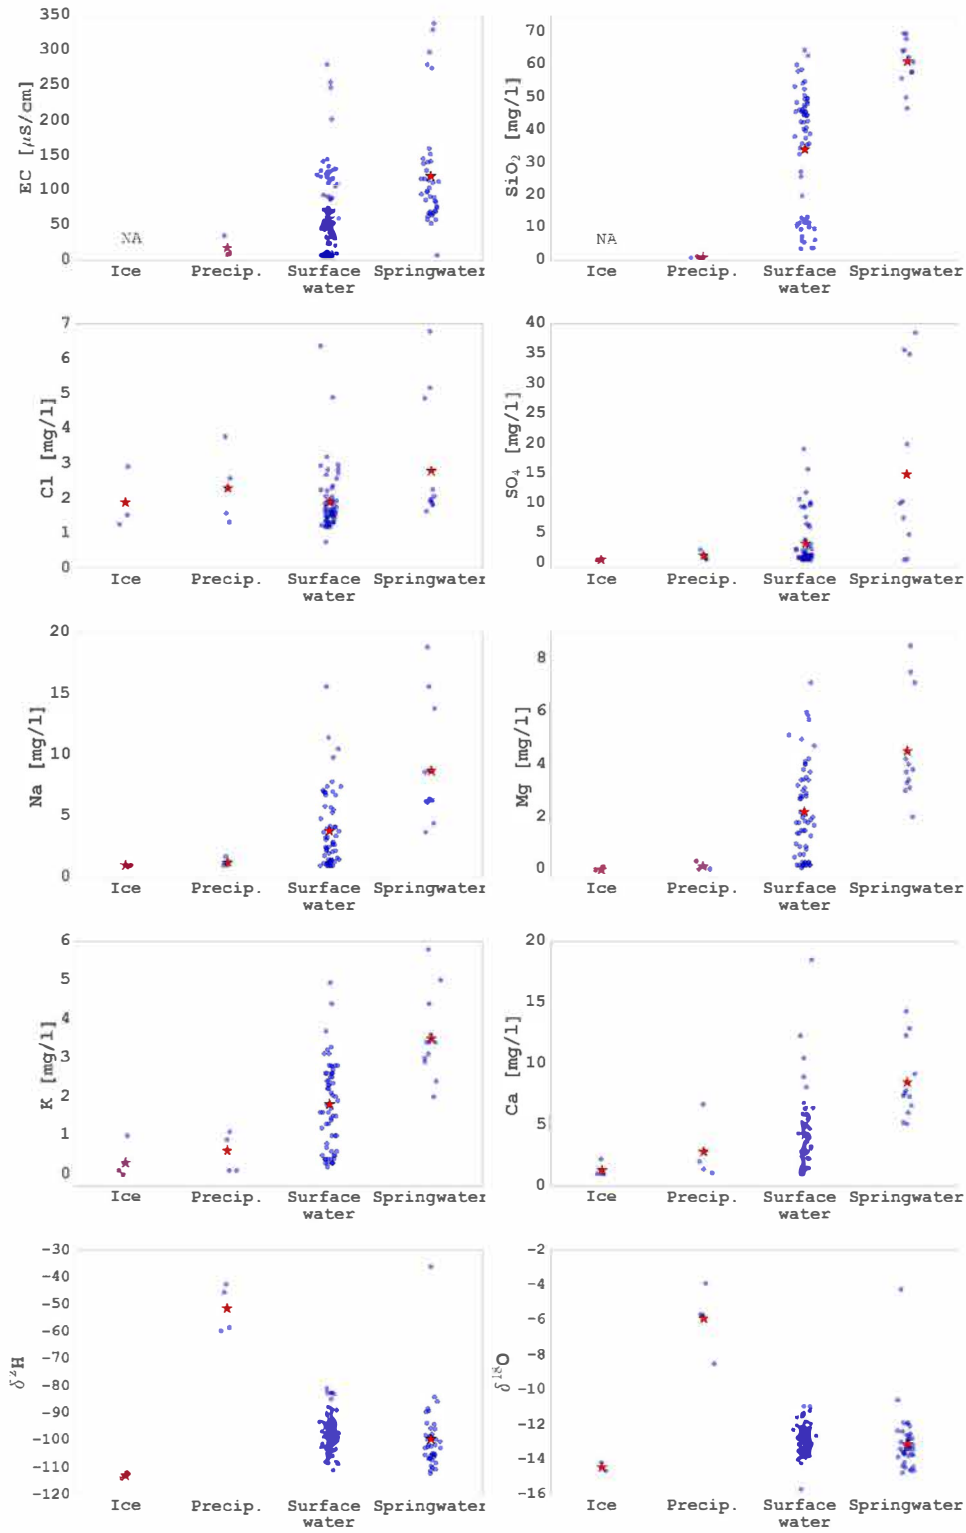 350
300
250
200
150
100
50
0
EC [μS/cm]
NA
Ice Precip. Surface Springwater
water
70
60
50
40
30
20
10
0
SiO₂ [mg/l]
NA
Ice Precip. Surface Springwater
water
7
6
5
4
3
2
1
0
Cl [mg/l]
Ice Precip. Surface Springwater
water
40
35
30
25
20
15
10
5
0
SO₄ [mg/l]
Ice Precip. Surface Springwater
water
20
15
10
5
0
Na [mg/l]
Ice Precip. Surface Springwater
water
8
6
4
2
0
Mg [mg/l]
Ice Precip. Surface Springwater
water
6
5
4
3
2
1
0
K [mg/l]
Ice Precip. Surface Springwater
water
20
15
10
5
0
Ca [mg/l]
Ice Precip. Surface Springwater
water
-30
-40
-50
-60
-70
-80
-90
-100
-110
-120
δ²H
Ice Precip. Surface Springwater
water
-2
-4
-6
-8
-10
-12
-14
-16
δ¹⁸O
Ice Precip. Surface Springwater
water